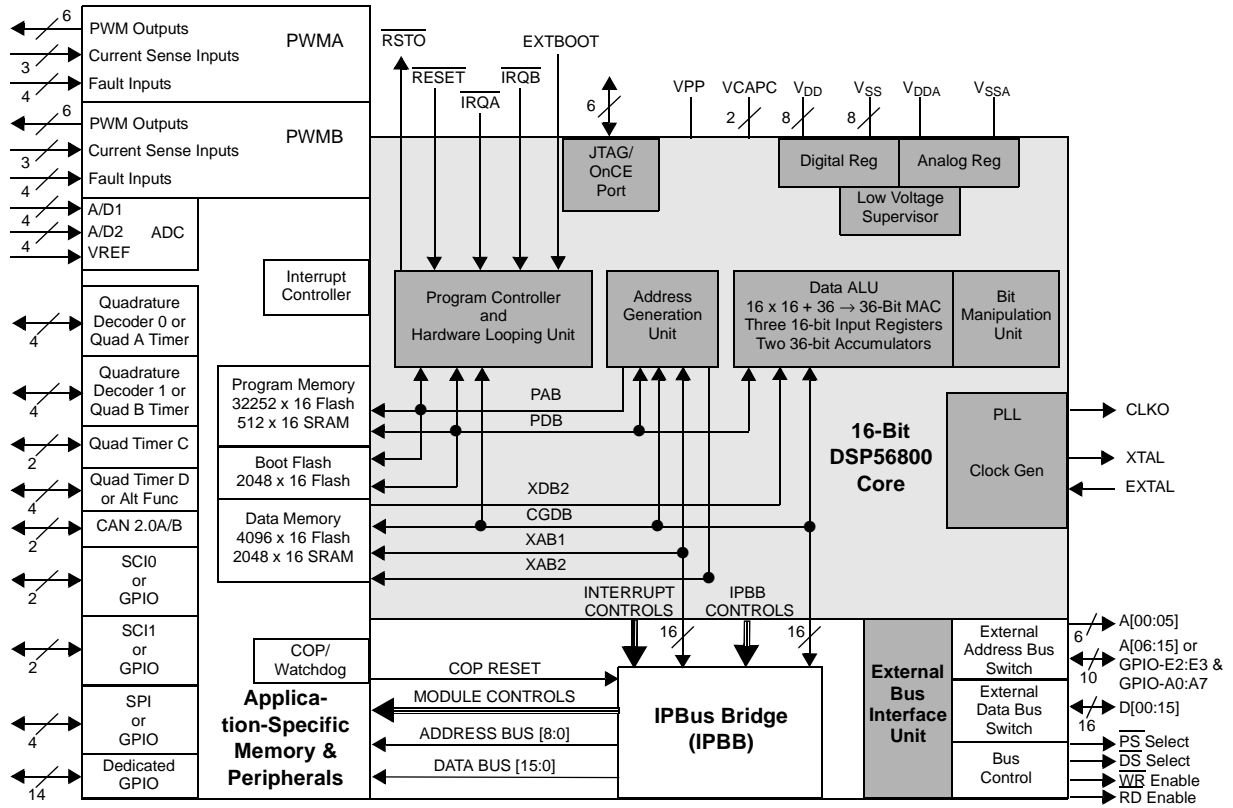 6
PWM Outputs
PWMA
Current Sense Inputs
3
Fault Inputs
4
6
PWM Outputs
PWMB
Current Sense Inputs
3
Fault Inputs
4
A/D1
4
A/D2
ADC
4
VREF
Interrupt
Controller
Quadrature
Decoder 0 or
Quad A Timer
4
Quadrature
Decoder 1 or
Quad B Timer
4
Quad Timer C
2
Quad Timer D
or Alt Func
4
CAN 2.0A/B
2
SCI0
or
GPIO
2
SCI1
or
GPIO
2
SPI
or
GPIO
4
Dedicated
GPIO
14
Program Memory
32252 x 16 Flash
512 x 16 SRAM
Boot Flash
2048 x 16 Flash
Data Memory
4096 x 16 Flash
2048 x 16 SRAM
COP/
Watchdog
Applica-
tion-Specific
Memory &
Peripherals
RSTO
RESET
IRQA
IRQB
EXTBOOT
6
JTAG/
OnCE
Port
VPP
VCAPC
2
VDD
8
VSS
8
VDDA
VSSA
Digital Reg
Analog Reg
Low Voltage
Supervisor
Program Controller
and
Hardware Looping Unit
Address
Generation
Unit
Data ALU
16 x 16 + 36 → 36-Bit MAC
Three 16-bit Input Registers
Two 36-bit Accumulators
Bit
Manipulation
Unit
PAB
PDB
XDB2
CGDB
XAB1
XAB2
16-Bit
DSP56800
Core
PLL
Clock Gen
CLKO
XTAL
EXTAL
INTERRUPT
CONTROLS
16
IPBB
CONTROLS
16
COP RESET
MODULE CONTROLS
ADDRESS BUS [8:0]
DATA BUS [15:0]
IPBus Bridge
(IPBB)
External
Bus
Interface
Unit
External
Address Bus
Switch
External
Data Bus
Switch
Bus
Control
6
A[00:05]
10
A[06:15] or
GPIO-E2:E3 &
GPIO-A0:A7
16
D[00:15]
PS Select
DS Select
WR Enable
RD Enable